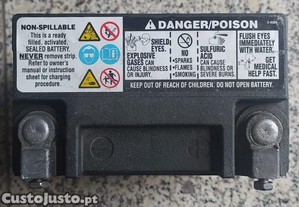 NON-SPILLABLE
This is a ready
filled, activated.
SEALED BATTERY.
NEVER remove strip.
Refer to owner's
manual or instruction
sheet for charging
procedure.
DANGER/POISON
SHIELD
EYES.
EXPLOSIVE
GASES CAN
CAUSE BLINDNESS
OR INJURY.
NO
• SPARKS
• FLAMES
• SMOKING
SULFURIC
ACID
CAN CAUSE
BLINDNESS OR
SEVERE BURNS.
FLUSH EYES
IMMEDIATELY
WITH WATER.
GET
MEDICAL
HELP
FAST.
KEEP OUT OF REACH OF CHILDREN. DO NOT OPEN BATTERY.
CustoJusto.pt